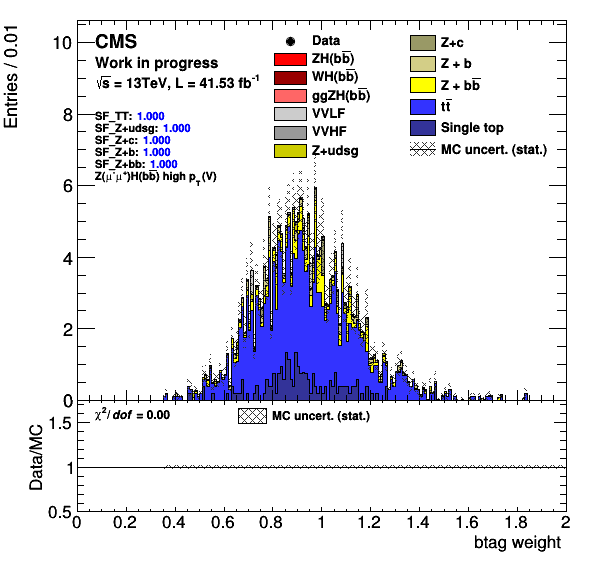 Entries / 0.01
CMS
Work in progress
√s = 13TeV, L = 41.53 fb⁻¹
SF_TT: 1.000
SF_Z+udsg: 1.000
SF_Z+c: 1.000
SF_Z+b: 1.000
SF_Z+bb: 1.000
Z(μ⁻μ⁺)H(bb̅) high p_T(V)
Data
ZH(bb̅)
WH(bb̅)
ggZH(bb̅)
VVLF
VVHF
Z+udsg
Z+c
Z + b
Z + bb̅
tt̅
Single top
MC uncert. (stat.)
10
8
6
4
2
0
χ²/dof = 0.00
MC uncert. (stat.)
Data/MC
1.5
1
0.5
0 0.2 0.4 0.6 0.8 1 1.2 1.4 1.6 1.8 2
btag weight